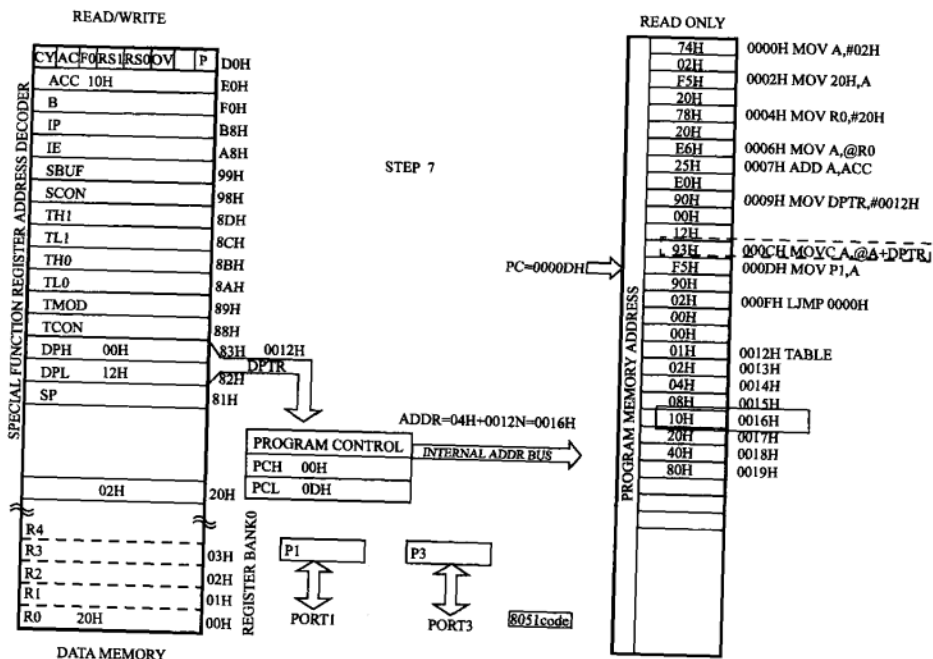 READ/WRITE
CY AC F0 RS1 RS0 OV P D0H
ACC 10H E0H
B F0H
IP B8H
IE A8H
SBUF 99H
SCON 98H
TH1 8DH
TL1 8CH
TH0 8BH
TL0 8AH
TMOD 89H
TCON 88H
DPH 00H 83H
DPL 12H 82H
SP 81H
02H 20H
R4
R3 03H
R2 02H
R1 01H
R0 20H 00H
SPECIAL FUNCTION REGISTER ADDRESS DECODER
REGISTER BANK0
DATA MEMORY
STEP 7
0012H
DPTR
ADDR=04H+0012N=0016H
PROGRAM CONTROL
PCH 00H
PCL 0DH
INTERNAL ADDR BUS
P1
PORT1
P3
PORT3
8051code
PC=0000DH
READ ONLY
PROGRAM MEMORY ADDRESS
74H 0000H MOV A,#02H
02H
F5H 0002H MOV 20H,A
20H
78H 0004H MOV R0,#20H
20H
E6H 0006H MOV A,@R0
25H 0007H ADD A,ACC
E0H
90H 0009H MOV DPTR,#0012H
00H
12H
93H 000CH MOVC A,@A+DPTR
F5H 000DH MOV P1,A
90H
02H 000FH LJMP 0000H
00H
00H
01H 0012H TABLE
02H 0013H
04H 0014H
08H 0015H
10H 0016H
20H 0017H
40H 0018H
80H 0019H